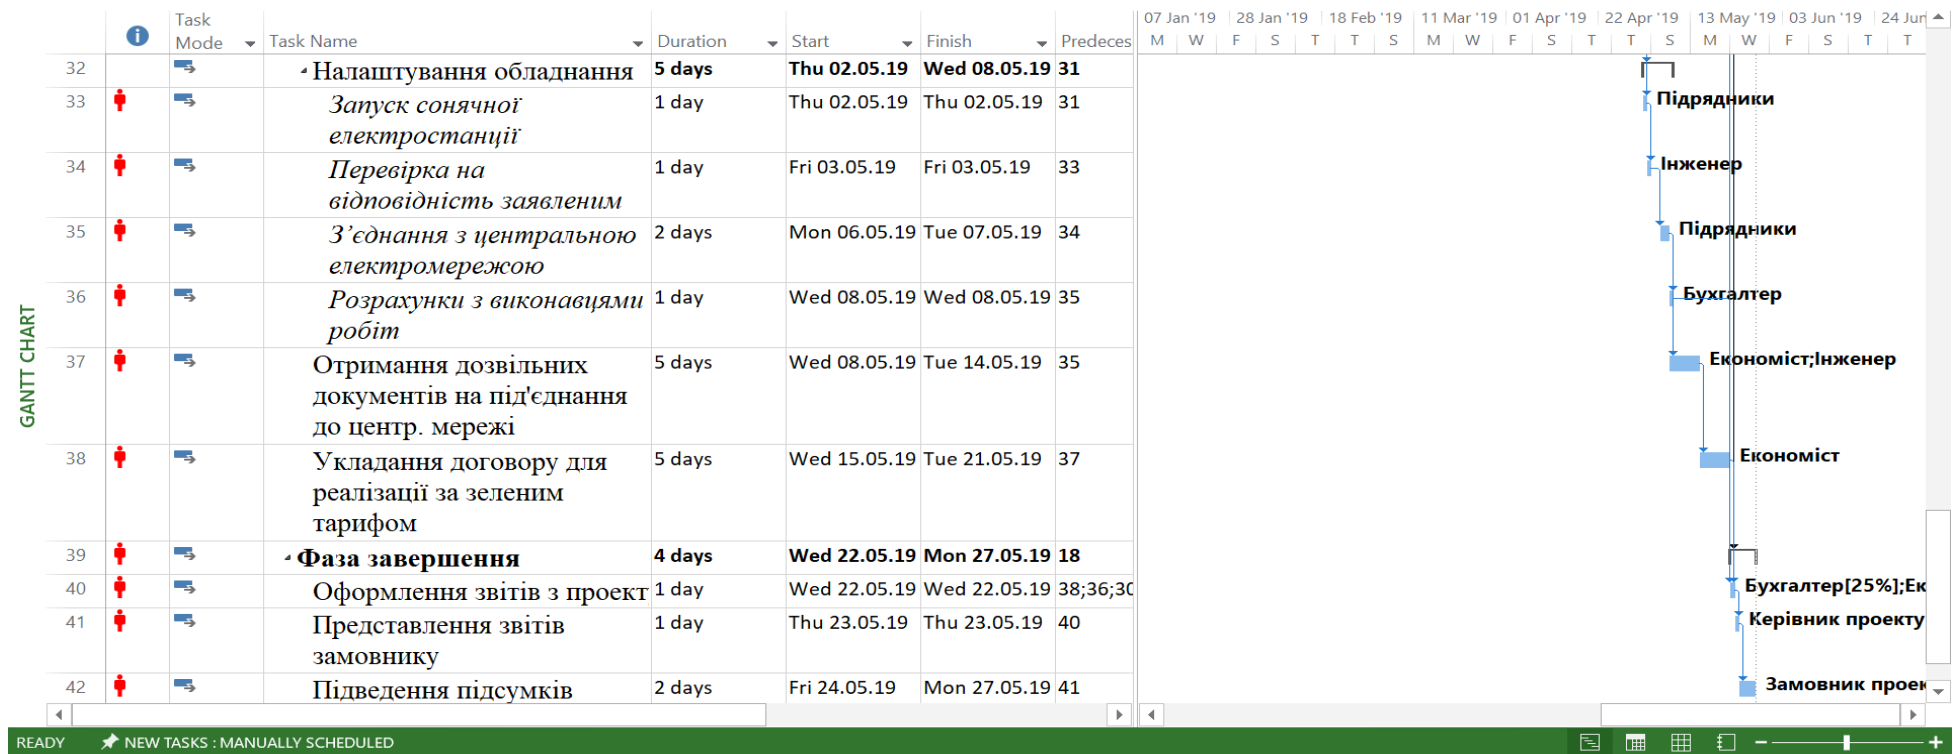 Task Mode	Task Name	Duration	Start	Finish	Predeces	07 Jan '19	28 Jan '19	18 Feb '19	11 Mar '19	01 Apr '19	22 Apr '19	13 May '19	03 Jun '19	24 Jun
M W F S T T S M W F S T T S M W F S T T
32	Налаштування обладнання	5 days	Thu 02.05.19	Wed 08.05.19	31
33	Запуск сонячної	1 day	Thu 02.05.19	Thu 02.05.19	31	Підрядники
електростанції
34	Перевірка на	1 day	Fri 03.05.19	Fri 03.05.19	33	Інженер
відповідність заявленим
35	З’єднання з центральною	2 days	Mon 06.05.19	Tue 07.05.19	34	Підрядники
електромережою
36	Розрахунки з виконавцями	1 day	Wed 08.05.19	Wed 08.05.19	35	Бухгалтер
робіт
37	Отримання дозвільних	5 days	Wed 08.05.19	Tue 14.05.19	35	Економіст;Інженер
документів на під'єднання
до центр. мережі
38	Укладання договору для	5 days	Wed 15.05.19	Tue 21.05.19	37	Економіст
реалізації за зеленим
тарифом
39	Фаза завершення	4 days	Wed 22.05.19	Mon 27.05.19	18
40	Оформлення звітів з проект	1 day	Wed 22.05.19	Wed 22.05.19	38;36;30	Бухгалтер[25%];Ек
41	Представлення звітів	1 day	Thu 23.05.19	Thu 23.05.19	40	Керівник проекту
замовнику
42	Підведення підсумків	2 days	Fri 24.05.19	Mon 27.05.19	41	Замовник проек
GANTT CHART
READY	NEW TASKS : MANUALLY SCHEDULED